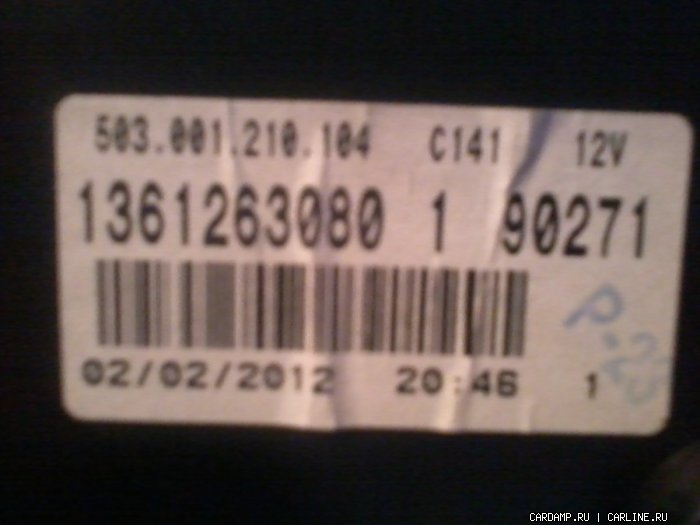 503.001.210.104 C141 12V
1361263080 1 90271
02/02/2012 20:46 1
CARDAMP.RU | CARLINE.RU